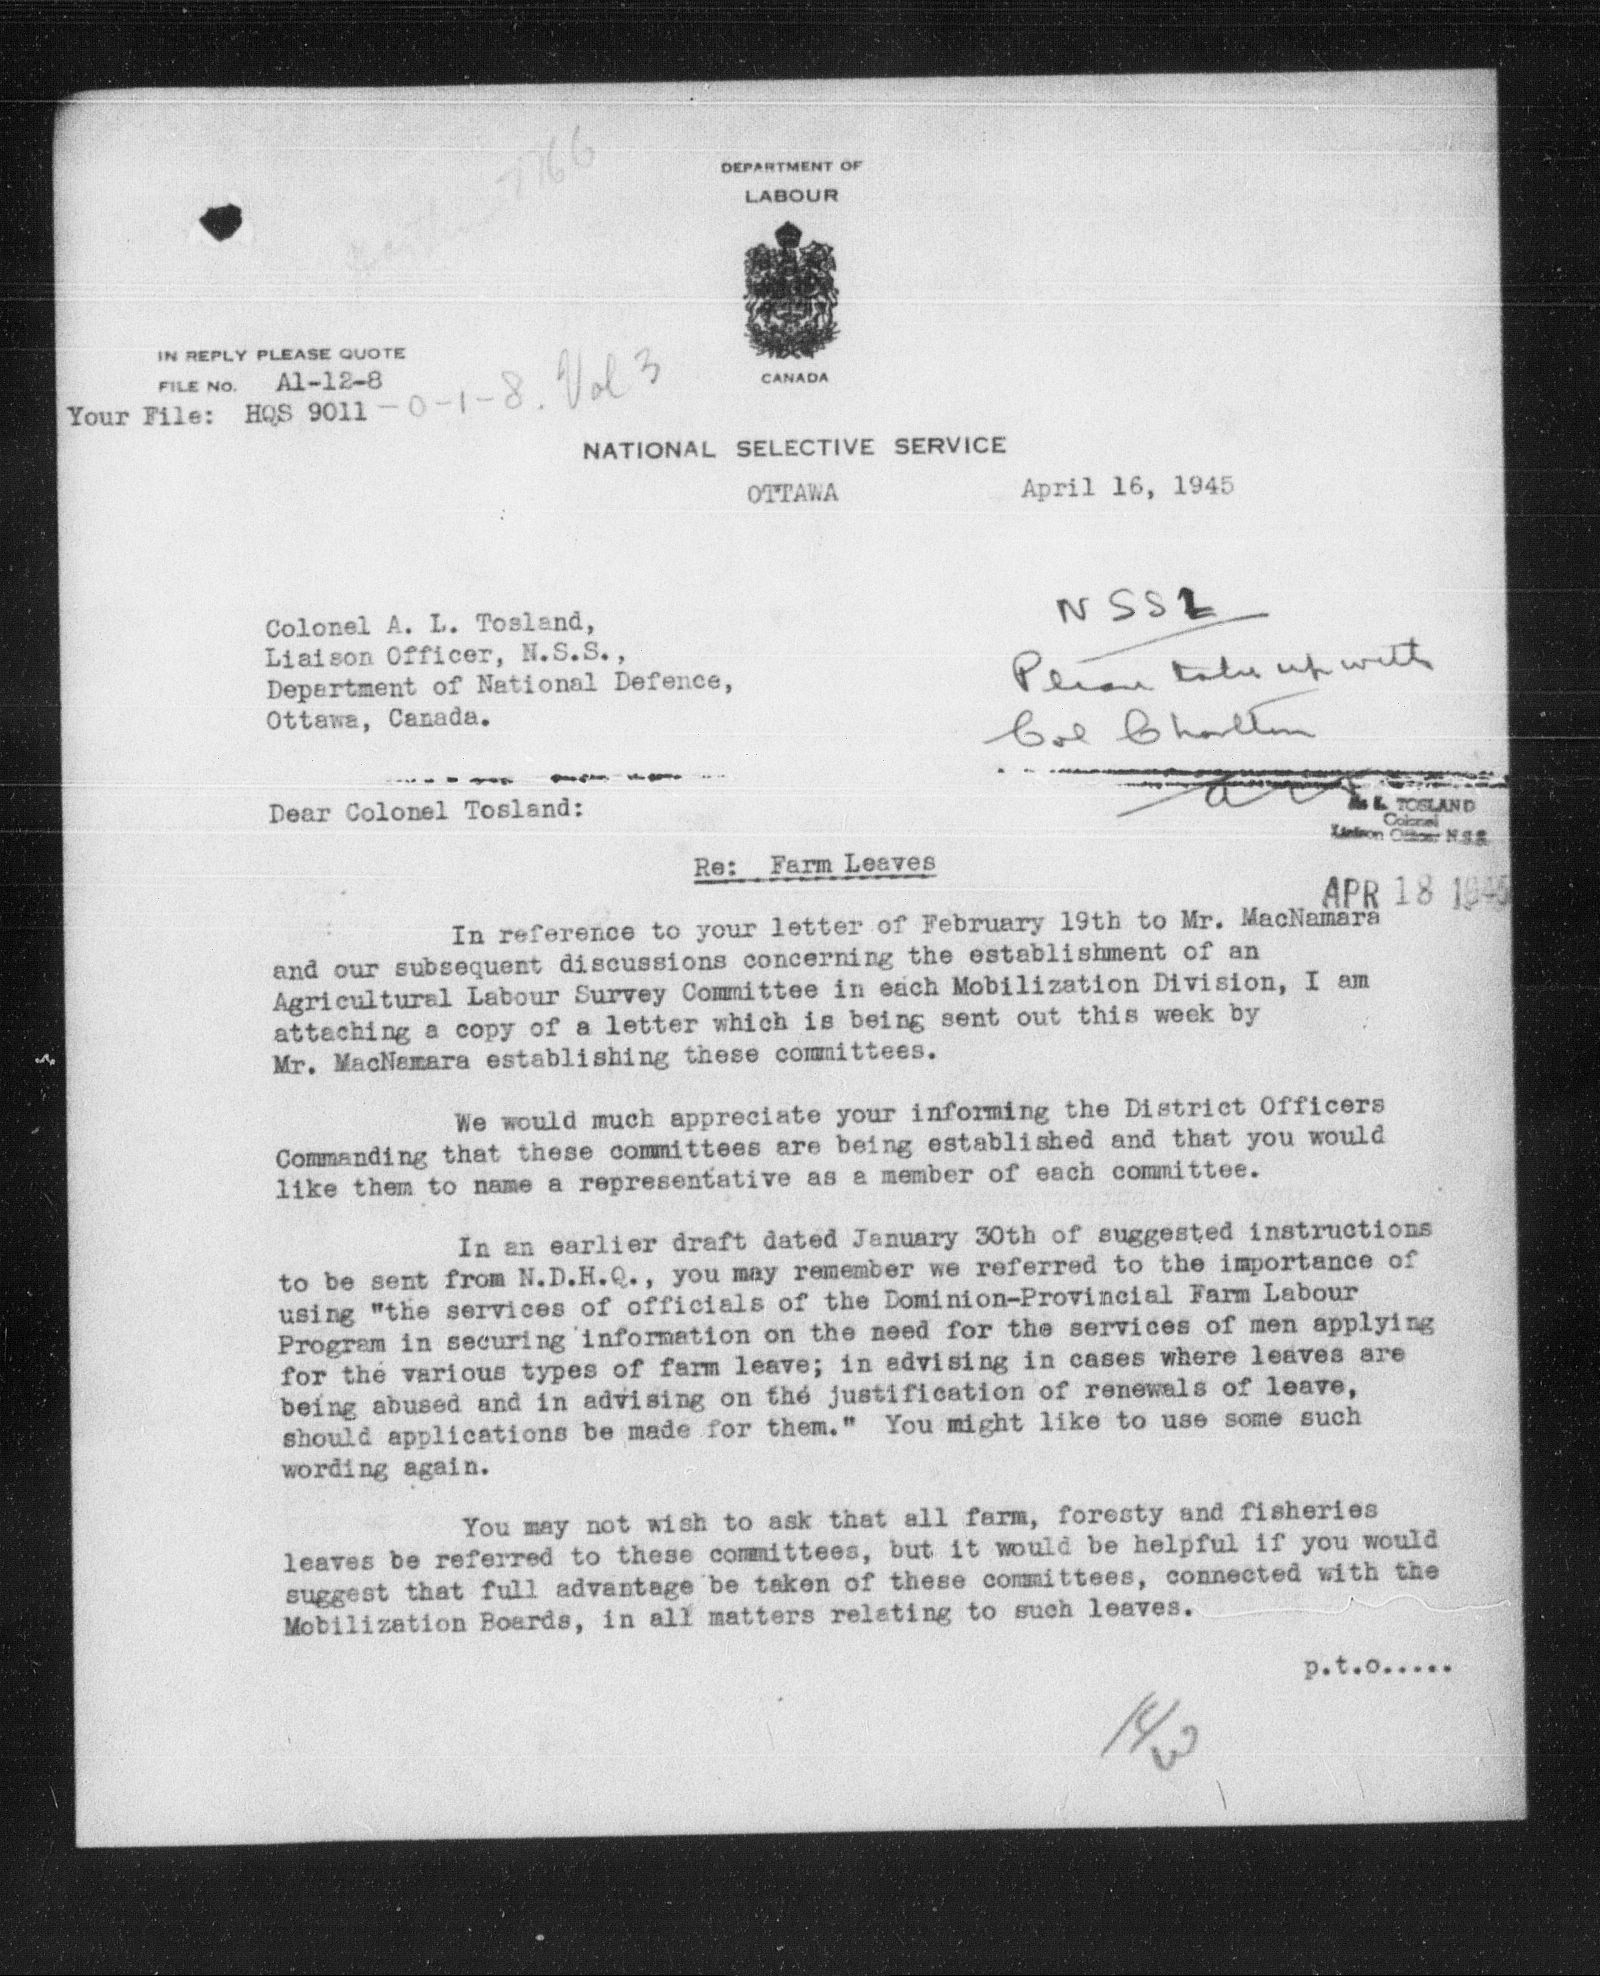 1766
DEPARTMENT OF
LABOUR
CANADA
IN REPLY PLEASE QUOTE
FILE NO. A1-12-8
Your File: HQS 9011-0-1-8. Vol 3
NATIONAL SELECTIVE SERVICE
OTTAWA
April 16, 1945
Colonel A. L. Tosland,
Liaison Officer, N.S.S.,
Department of National Defence,
Ottawa, Canada.
NSS2
Please take up with
Col Charlton
A. L. TOSLAND
Colonel
Liaison Officer N.S.S.
APR 18 1945
Dear Colonel Tosland:
Re: Farm Leaves
In reference to your letter of February 19th to Mr. MacNamara
and our subsequent discussions concerning the establishment of an
Agricultural Labour Survey Committee in each Mobilization Division, I am
attaching a copy of a letter which is being sent out this week by
Mr. MacNamara establishing these committees.
We would much appreciate your informing the District Officers
Commanding that these committees are being established and that you would
like them to name a representative as a member of each committee.
In an earlier draft dated January 30th of suggested instructions
to be sent from N.D.H.Q., you may remember we referred to the importance of
using "the services of officials of the Dominion-Provincial Farm Labour
Program in securing information on the need for the services of men applying
for the various types of farm leave; in advising in cases where leaves are
being abused and in advising on the justification of renewals of leave,
should applications be made for them." You might like to use some such
wording again.
You may not wish to ask that all farm, foresty and fisheries
leaves be referred to these committees, but it would be helpful if you would
suggest that full advantage be taken of these committees, connected with the
Mobilization Boards, in all matters relating to such leaves.
p.t.o.....